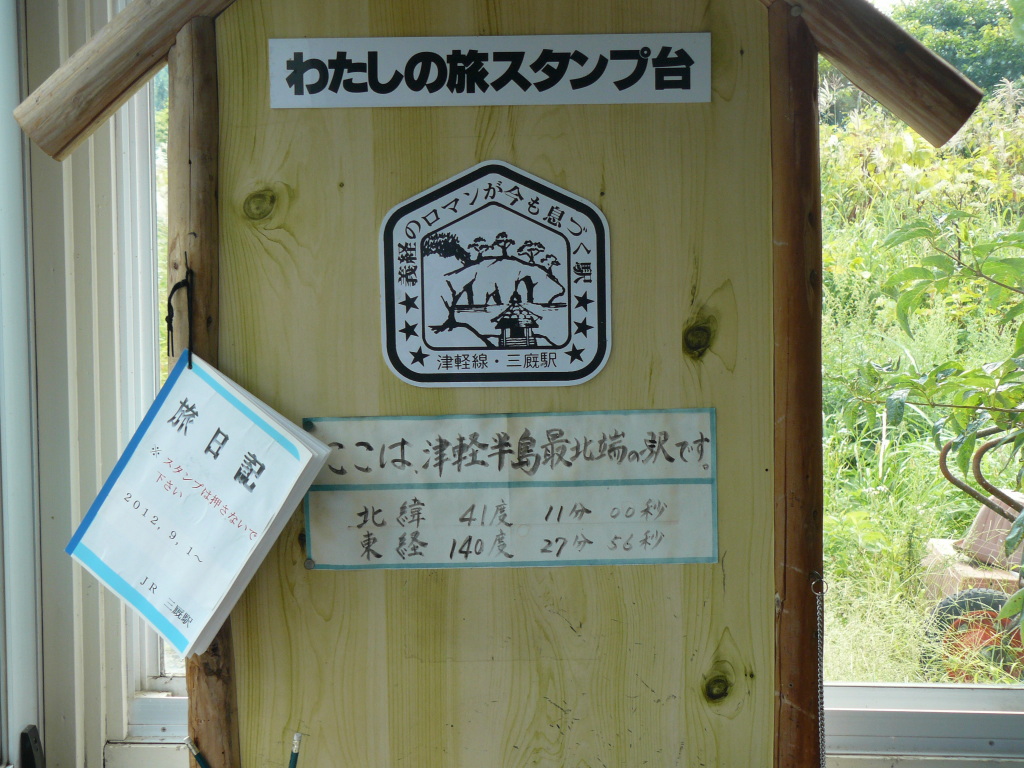 わたしの旅スタンプ台
義経のロマンが今も息づく駅
津軽線・三厩駅
ここは、津軽半島最北端の駅です。
北緯 41度 11分 00秒
東経 140度 27分 56秒
旅日記
※スタンプは押さないで
下さい
2012.9,1～
JR 三厩駅